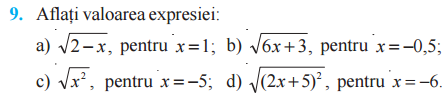 9. Aflați valoarea expresiei:
a) √(2−x), pentru x=1; b) √(6x+3), pentru x=−0,5;
c) √(x²), pentru x=−5; d) √((2x+5)²), pentru x=−6.